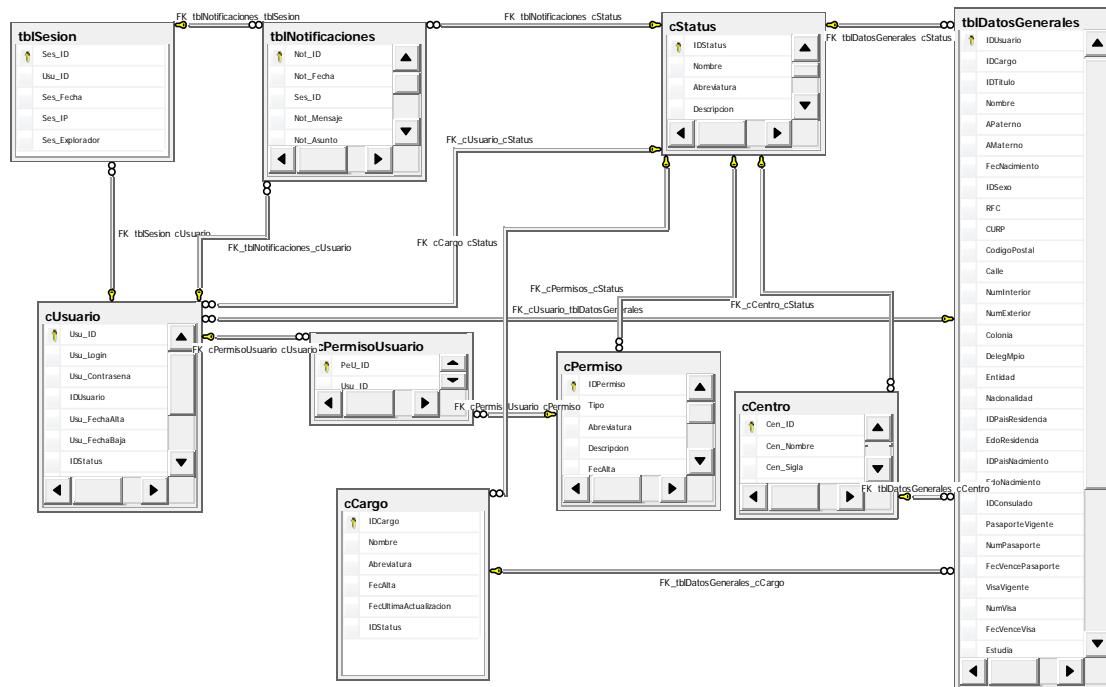 FK_tblNotificaciones_tblSesion
FK_tblNotificaciones_cStatus
FK_tblDatosGenerales_cStatus
tblSesion
Ses_ID
Usu_ID
Ses_Fecha
Ses_IP
Ses_Explorador
tblNotificaciones
Not_ID
Not_Fecha
Ses_ID
Not_Mensaje
Not_Asunto
cStatus
IDStatus
Nombre
Abreviatura
Descripcion
tblDatosGenerales
IDUsuario
IDCargo
IDTitulo
Nombre
APaterno
AMaterno
FecNacimiento
IDSexo
RFC
CURP
CodigoPostal
Calle
NumInterior
NumExterior
Colonia
DelegMpio
Entidad
Nacionalidad
IDPaisResidencia
EdoResidencia
IDPaisNacimiento
EdoNacimiento
IDConsulado
PasaporteVigente
NumPasaporte
FecVencePasaporte
VisaVigente
NumVisa
FecVenceVisa
Estudia
FK_cUsuario_cStatus
FK_tblSesion_cUsuario
FK_tblNotificaciones_cUsuario
FK_cCargo_cStatus
FK_cPermisos_cStatus
FK_cCentro_cStatus
FK_cUsuario_tblDatosGenerales
cUsuario
Usu_ID
Usu_Login
Usu_Contrasena
IDUsuario
Usu_FechaAlta
Usu_FechaBaja
IDStatus
FK_cPermisoUsuario_cUsuario
cPermisoUsuario
PeU_ID
Usu_ID
FK_cPermisoUsuario_cPermiso
cPermiso
IDPermiso
Tipo
Abreviatura
Descripcion
FecAlta
cCentro
Cen_ID
Cen_Nombre
Cen_Sigla
FK_tblDatosGenerales_cCentro
cCargo
IDCargo
Nombre
Abreviatura
FecAlta
FecUltimaActualizacion
IDStatus
FK_tblDatosGenerales_cCargo